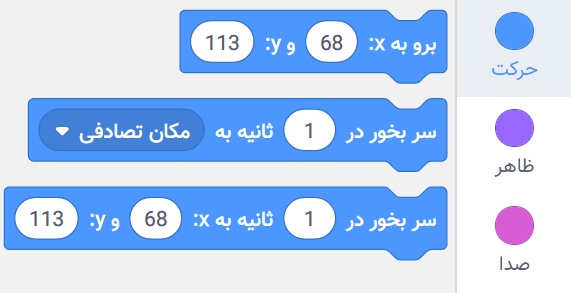 برو به x: 68 و y: 113
سر بخور در 1 ثانیه به مکان تصادفی
سر بخور در 1 ثانیه به x: 68 و y: 113
حرکت
ظاهر
صدا